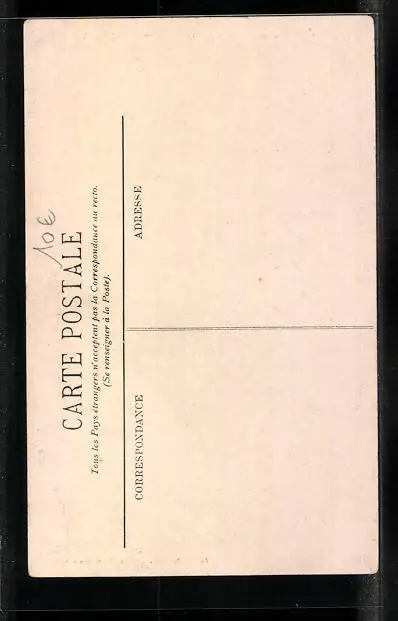 10€
CARTE POSTALE
Tous les Pays étrangers n'acceptent pas la Correspondance au recto.
(Se renseigner à la Poste).
CORRESPONDANCE
ADRESSE